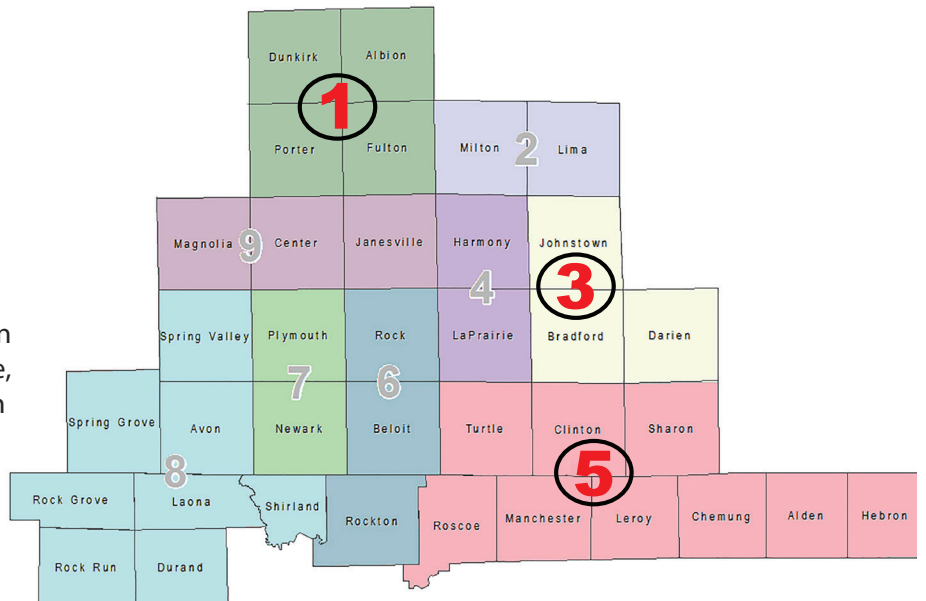 Dunkirk Albion
1
Porter Fulton Milton 2 Lima
Magnolia 9 Center Janesville Harmony Johnstown
4 3
n
Spring Valley Plymouth Rock LaPrairie Bradford Darien
e,
7 6
n
Spring Grove Avon Newark Beloit Turtle Clinton Sharon
8 5
Rock Grove Laona Shirland Rockton Roscoe Manchester Leroy Chemung Alden Hebron
Rock Run Durand